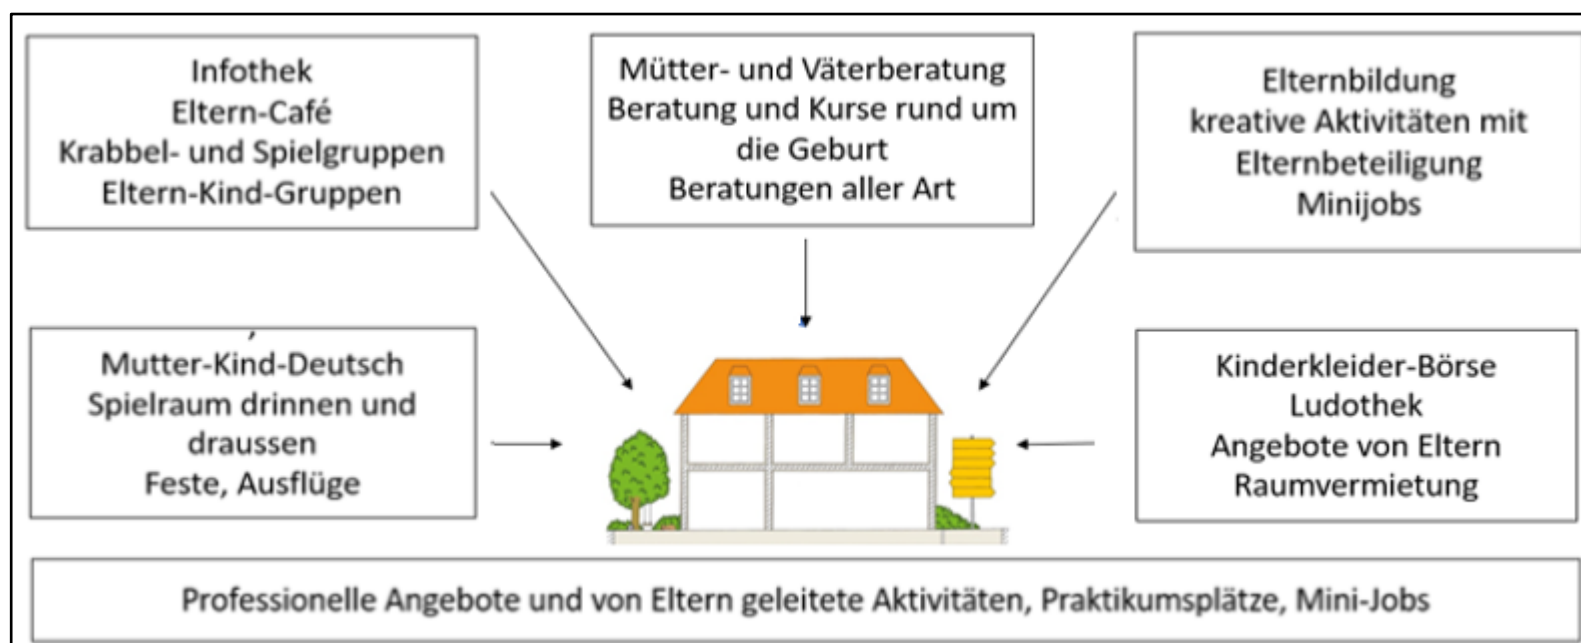 Infothek
Eltern-Café
Krabbel- und Spielgruppen
Eltern-Kind-Gruppen
Mütter- und Väterberatung
Beratung und Kurse rund um
die Geburt
Beratungen aller Art
Elternbildung
kreative Aktivitäten mit
Elternbeteiligung
Minijobs
,
Mutter-Kind-Deutsch
Spielraum drinnen und
draussen
Feste, Ausflüge
Kinderkleider-Börse
Ludothek
Angebote von Eltern
Raumvermietung
Professionelle Angebote und von Eltern geleitete Aktivitäten, Praktikumsplätze, Mini-Jobs